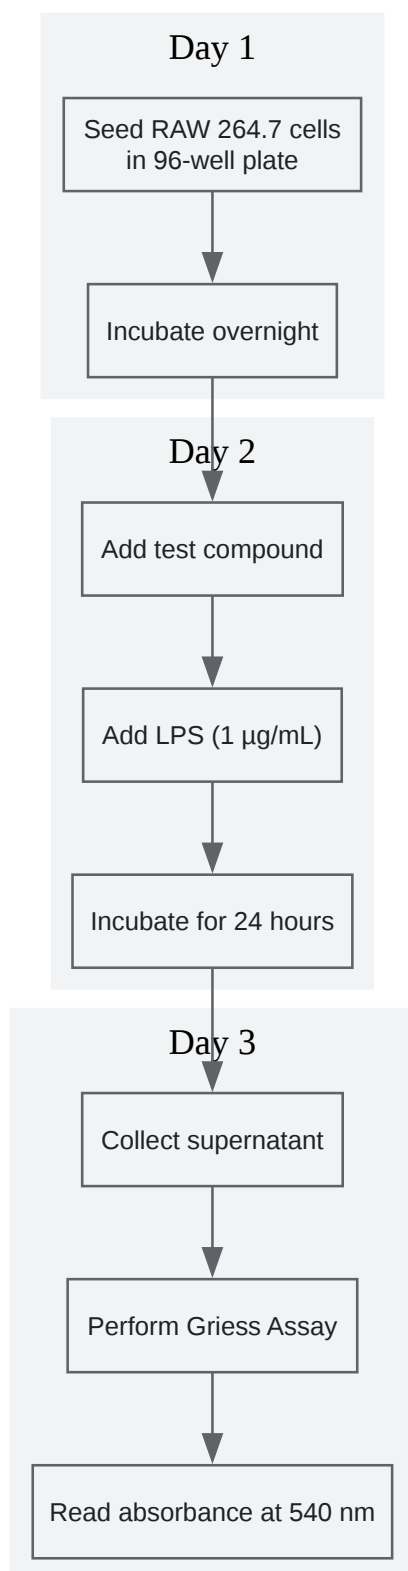 Day 1
Seed RAW 264.7 cells
in 96-well plate
Incubate overnight
Day 2
Add test compound
Add LPS (1 µg/mL)
Incubate for 24 hours
Day 3
Collect supernatant
Perform Griess Assay
Read absorbance at 540 nm